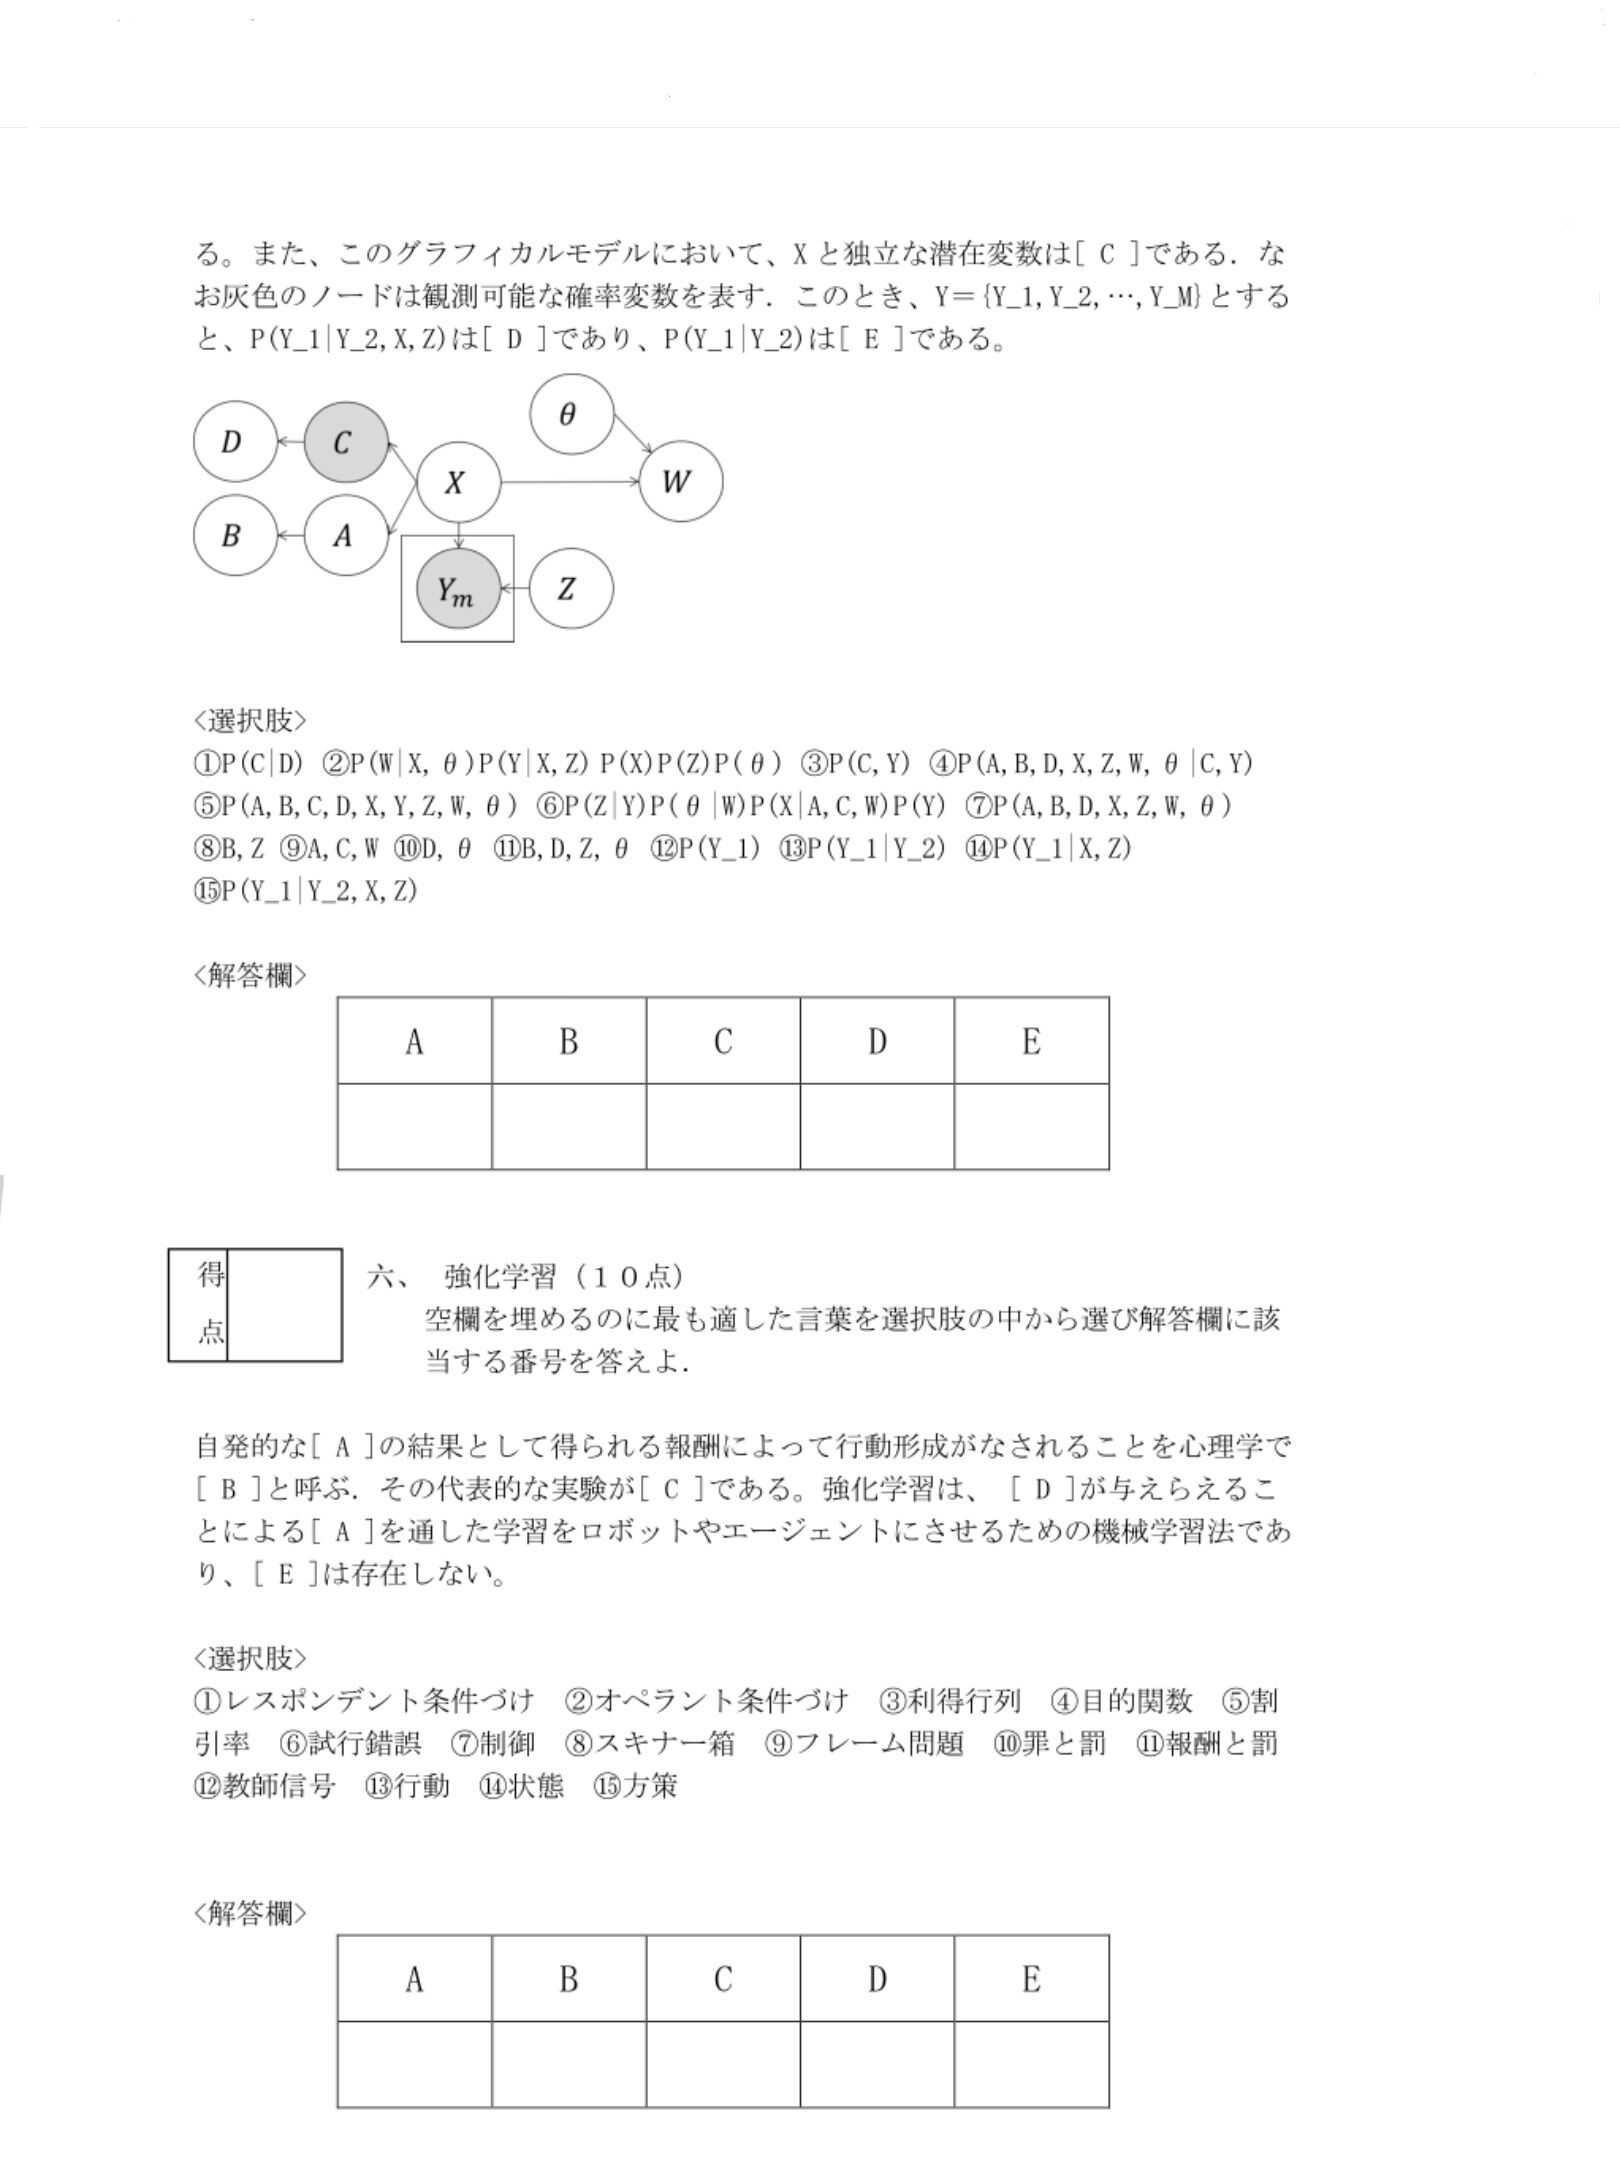 る。また、このグラフィカルモデルにおいて、Xと独立な潜在変数は[ C ]である．な
お灰色のノードは観測可能な確率変数を表す．このとき、Y＝{Y_1,Y_2,…,Y_M}とする
と、P(Y_1|Y_2,X,Z)は[ D ]であり、P(Y_1|Y_2)は[ E ]である。
θ
D C X W
B A
Ym Z
<選択肢>
①P(C|D) ②P(W|X, θ)P(Y|X,Z) P(X)P(Z)P(θ) ③P(C,Y) ④P(A,B,D,X,Z,W, θ|C,Y)
⑤P(A,B,C,D,X,Y,Z,W, θ) ⑥P(Z|Y)P(θ|W)P(X|A,C,W)P(Y) ⑦P(A,B,D,X,Z,W, θ)
⑧B,Z ⑨A,C,W ⑩D, θ ⑪B,D,Z, θ ⑫P(Y_1) ⑬P(Y_1|Y_2) ⑭P(Y_1|X,Z)
⑮P(Y_1|Y_2,X,Z)
<解答欄>
A B C D E
得
点
六、 強化学習（１０点）
空欄を埋めるのに最も適した言葉を選択肢の中から選び解答欄に該
当する番号を答えよ．
自発的な[ A ]の結果として得られる報酬によって行動形成がなされることを心理学で
[ B ]と呼ぶ．その代表的な実験が[ C ]である。強化学習は、 [ D ]が与えらえるこ
とによる[ A ]を通した学習をロボットやエージェントにさせるための機械学習法であ
り、[ E ]は存在しない。
<選択肢>
①レスポンデント条件づけ ②オペラント条件づけ ③利得行列 ④目的関数 ⑤割
引率 ⑥試行錯誤 ⑦制御 ⑧スキナー箱 ⑨フレーム問題 ⑩罪と罰 ⑪報酬と罰
⑫教師信号 ⑬行動 ⑭状態 ⑮方策
<解答欄>
A B C D E